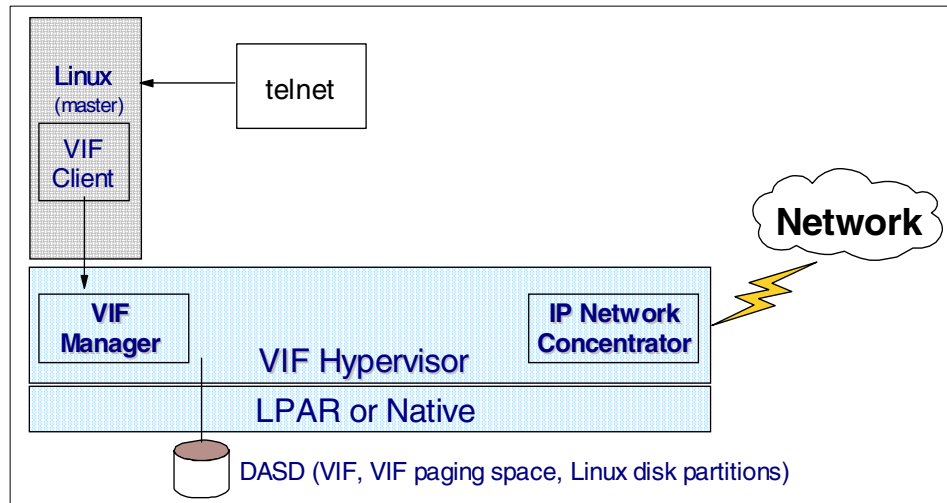 Linux
(master)
VIF
Client
telnet
Network
VIF
Manager
IP Network
Concentrator
VIF Hypervisor
LPAR or Native
DASD (VIF, VIF paging space, Linux disk partitions)